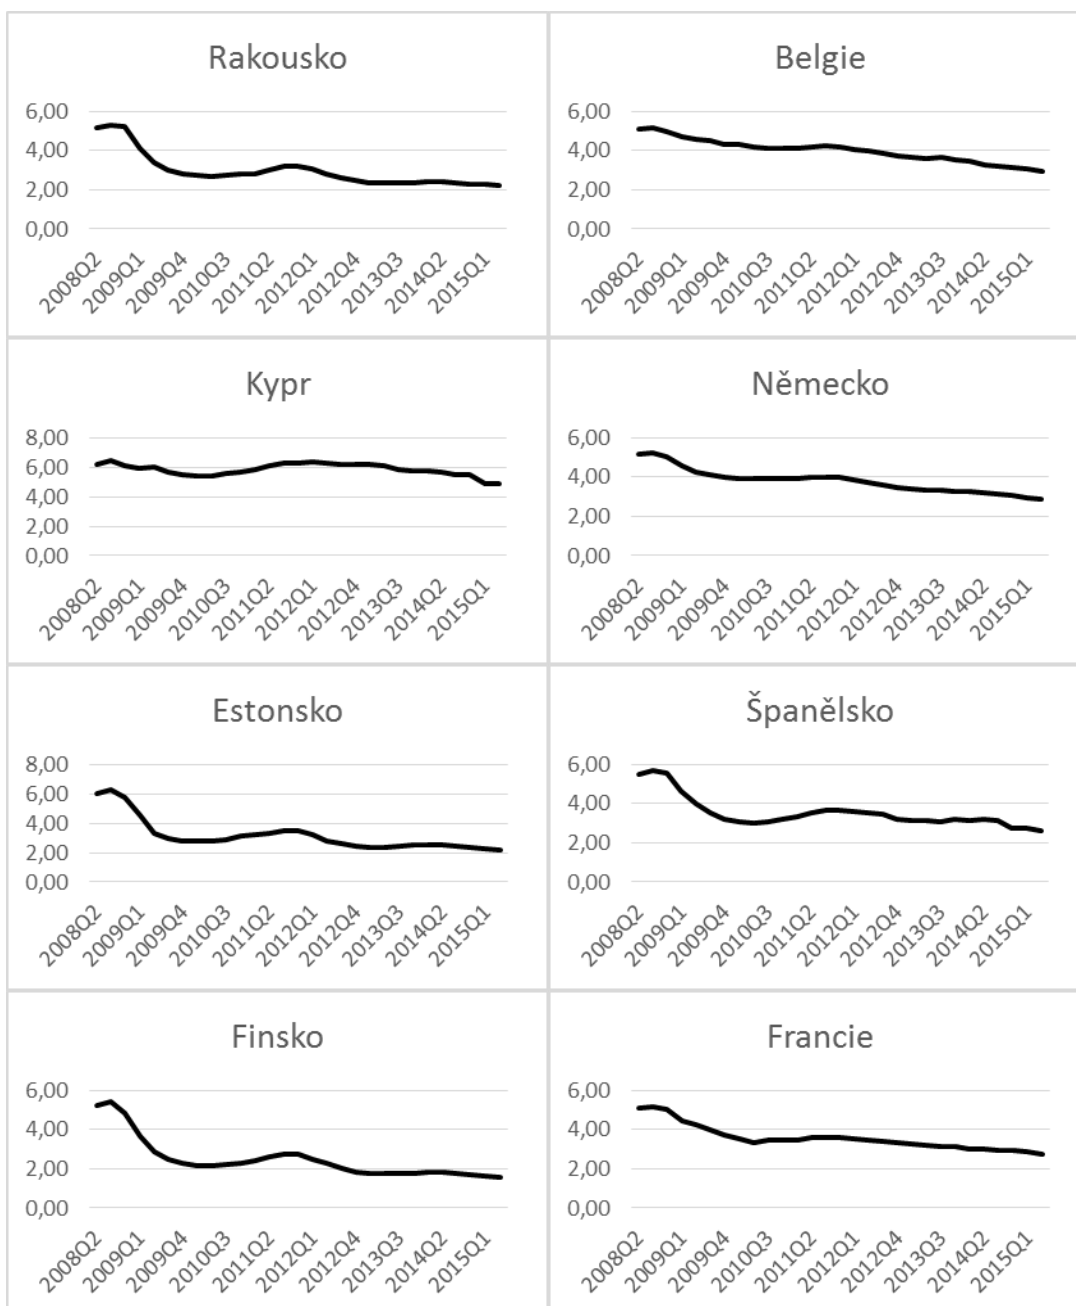 Rakousko
6,00
4,00
2,00
0,00
2008Q2
2009Q1
2009Q4
2010Q3
2011Q2
2012Q1
2012Q4
2013Q3
2014Q2
2015Q1
Belgie
6,00
4,00
2,00
0,00
2008Q2
2009Q1
2009Q4
2010Q3
2011Q2
2012Q1
2012Q4
2013Q3
2014Q2
2015Q1
Kypr
8,00
6,00
4,00
2,00
0,00
2008Q2
2009Q1
2009Q4
2010Q3
2011Q2
2012Q1
2012Q4
2013Q3
2014Q2
2015Q1
Německo
6,00
4,00
2,00
0,00
2008Q2
2009Q1
2009Q4
2010Q3
2011Q2
2012Q1
2012Q4
2013Q3
2014Q2
2015Q1
Estonsko
8,00
6,00
4,00
2,00
0,00
2008Q2
2009Q1
2009Q4
2010Q3
2011Q2
2012Q1
2012Q4
2013Q3
2014Q2
2015Q1
Španělsko
6,00
4,00
2,00
0,00
2008Q2
2009Q1
2009Q4
2010Q3
2011Q2
2012Q1
2012Q4
2013Q3
2014Q2
2015Q1
Finsko
6,00
4,00
2,00
0,00
2008Q2
2009Q1
2009Q4
2010Q3
2011Q2
2012Q1
2012Q4
2013Q3
2014Q2
2015Q1
Francie
6,00
4,00
2,00
0,00
2008Q2
2009Q1
2009Q4
2010Q3
2011Q2
2012Q1
2012Q4
2013Q3
2014Q2
2015Q1